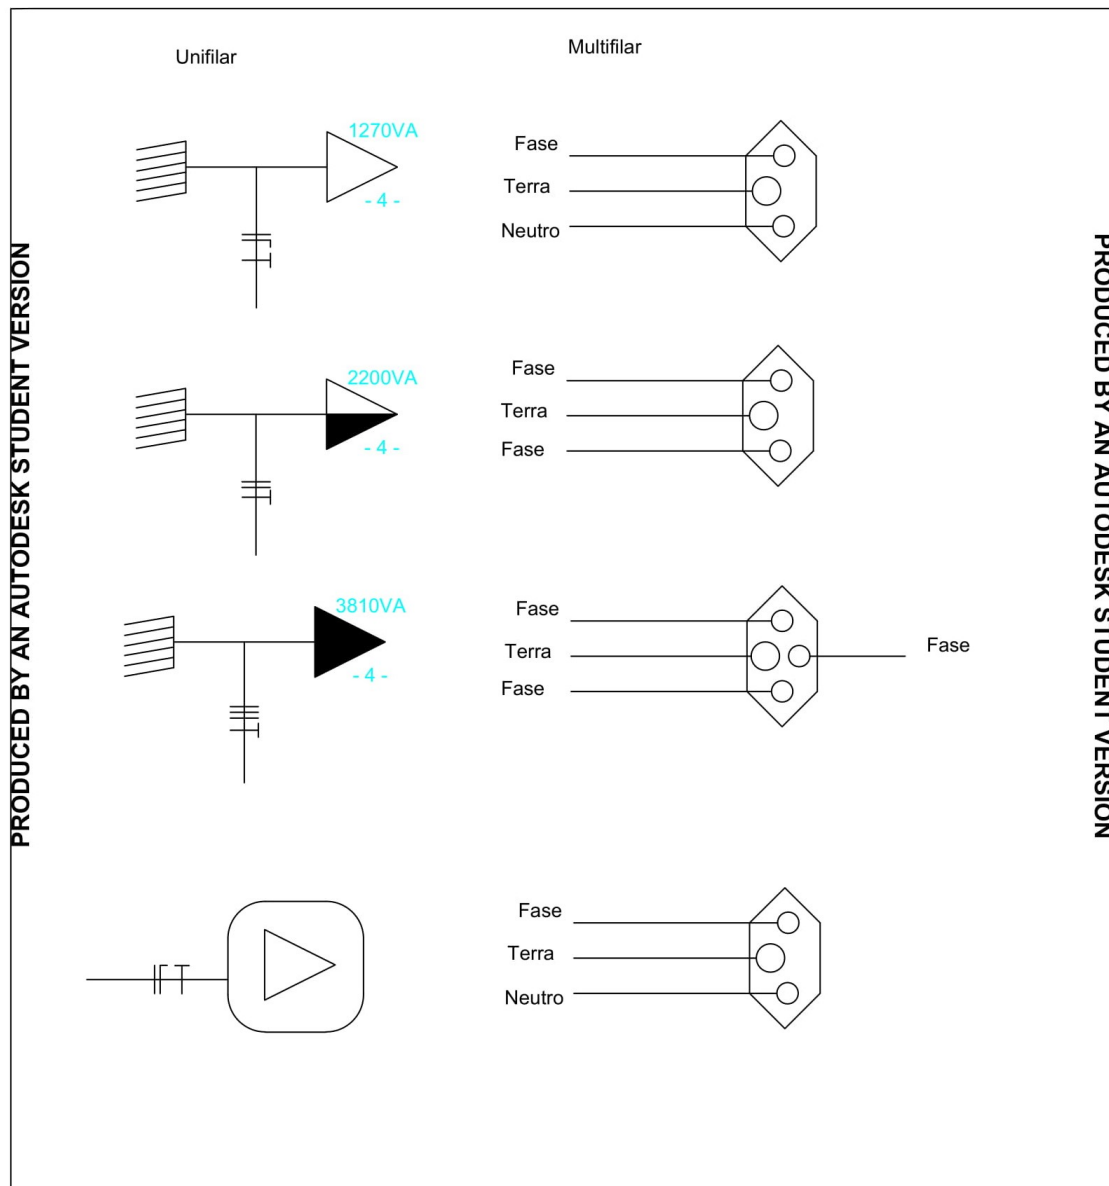 Unifilar
Multifilar
1270VA
- 4 -
Fase
Terra
Neutro
2200VA
- 4 -
Fase
Terra
Fase
3810VA
- 4 -
Fase
Terra
Fase
Fase
Fase
Terra
Neutro
PRODUCED BY AN AUTODESK STUDENT VERSION
PRODUCED BY AN AUTODESK STUDENT VERSION